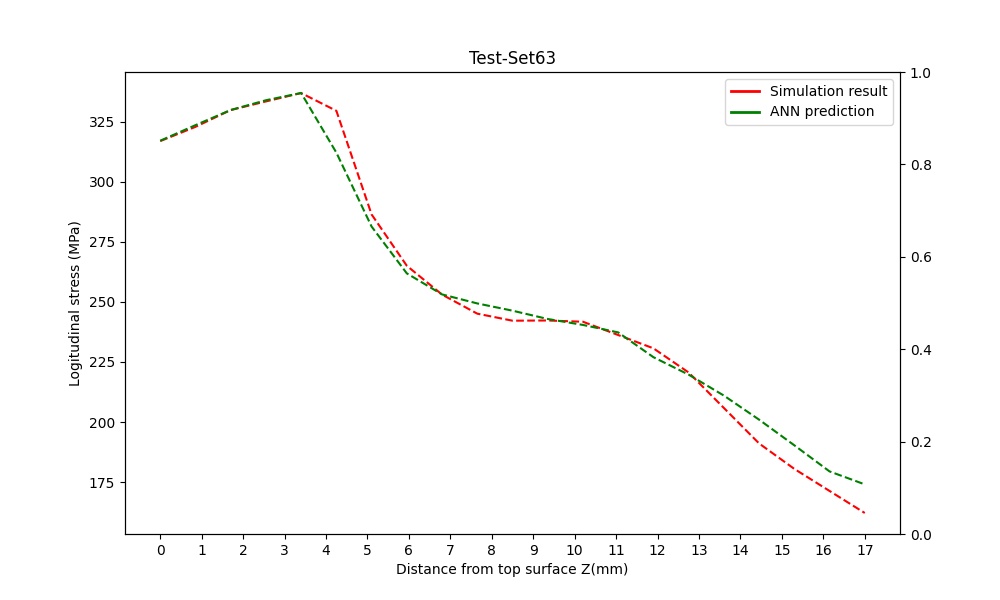 Test-Set63
Simulation result
ANN prediction
Logitudinal stress (MPa)
325
300
275
250
225
200
175
1.0
0.8
0.6
0.4
0.2
0.0
0 1 2 3 4 5 6 7 8 9 10 11 12 13 14 15 16 17
Distance from top surface Z(mm)